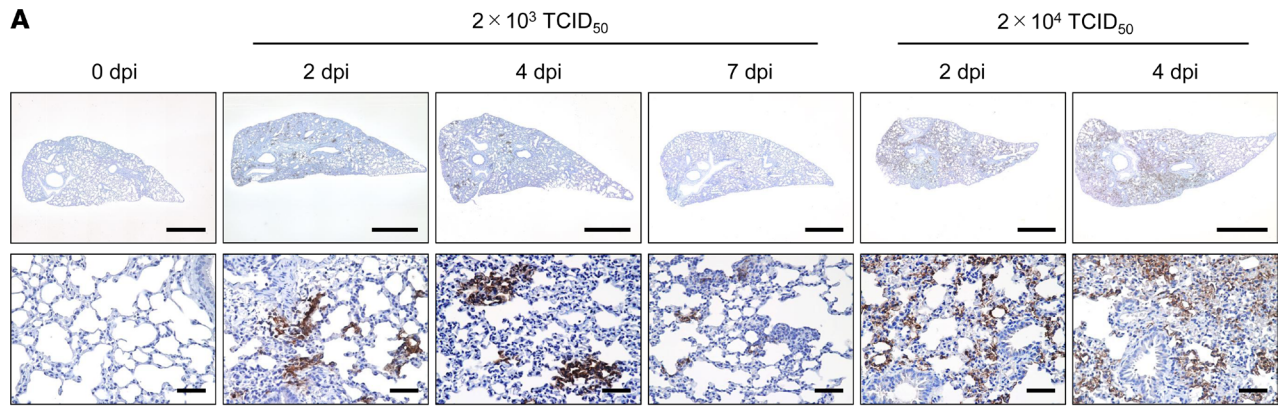 A
2 × 10³ TCID₅₀ 2 × 10⁴ TCID₅₀
0 dpi 2 dpi 4 dpi 7 dpi 2 dpi 4 dpi